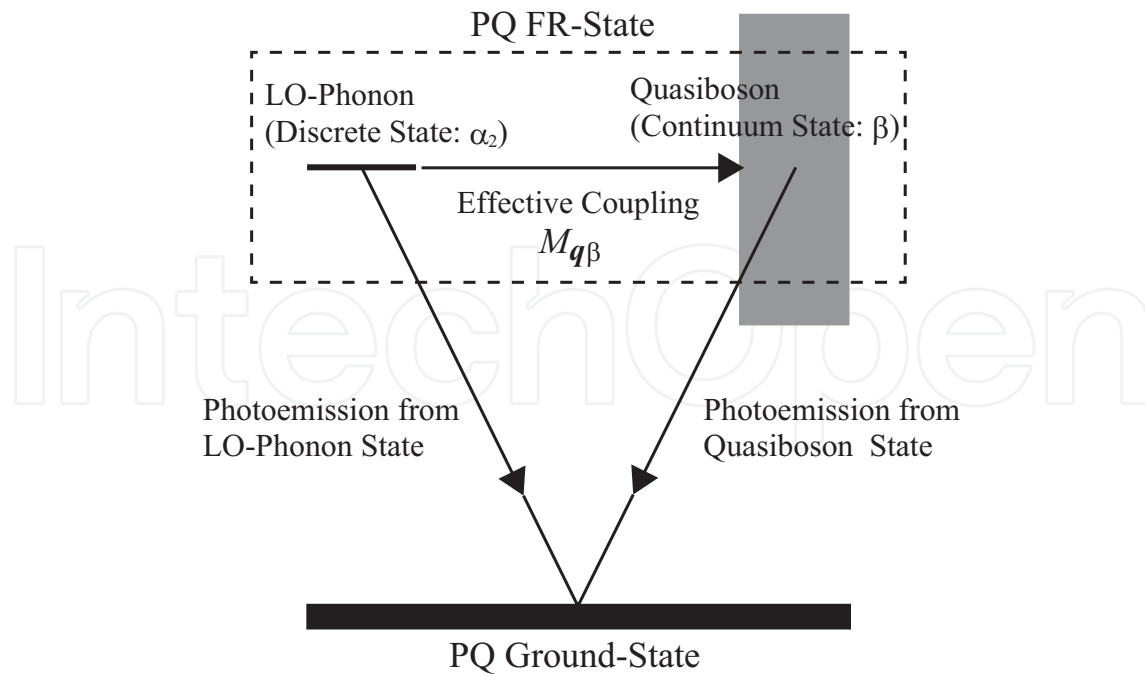 PQ FR-State
LO-Phonon
(Discrete State: α₂)
Quasiboson
(Continuum State: β)
Effective Coupling
M𝒒β
Photoemission from
LO-Phonon State
Photoemission from
Quasiboson State
PQ Ground-State
IntechOpen